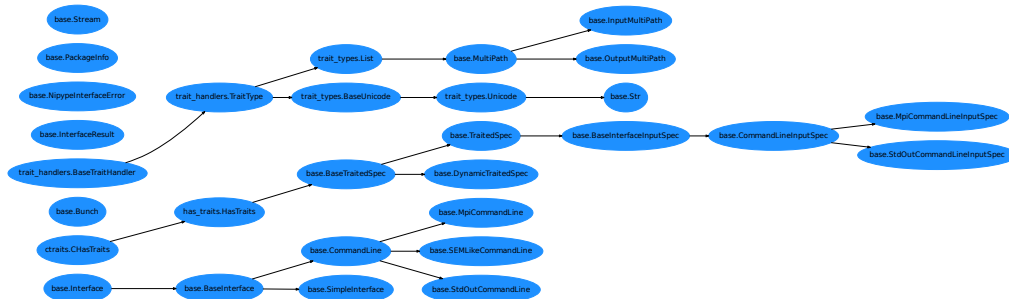 base.Stream
base.InputMultiPath
base.PackageInfo
trait_types.List
base.MultiPath
base.OutputMultiPath
base.NipypeInterfaceError
trait_handlers.TraitType
trait_types.BaseUnicode
trait_types.Unicode
base.Str
base.MpiCommandLineInputSpec
base.InterfaceResult
base.TraitedSpec
base.BaseInterfaceInputSpec
base.CommandLineInputSpec
base.StdOutCommandLineInputSpec
trait_handlers.BaseTraitHandler
base.BaseTraitedSpec
base.DynamicTraitedSpec
base.Bunch
has_traits.HasTraits
base.MpiCommandLine
ctraits.CHasTraits
base.CommandLine
base.SEMLikeCommandLine
base.Interface
base.BaseInterface
base.SimpleInterface
base.StdOutCommandLine